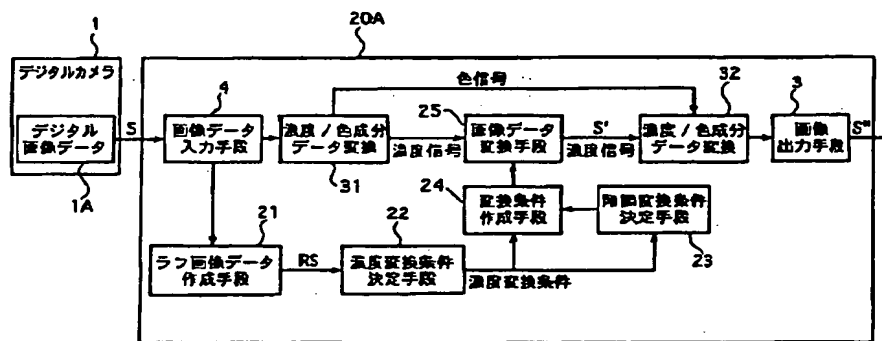 20A
1
デジタルカメラ
デジタル
画像データ
1A
S
4
画像データ
入力手段
色信号
濃度/色成分
データ変換
31
濃度信号
25
画像データ
変換手段
S'
濃度信号
32
濃度/色成分
データ変換
3
画像
出力手段
S"
24
変換条件
作成手段
階調変換条件
決定手段
23
21
ラフ画像データ
作成手段
RS
22
濃度変換条件
決定手段
濃度変換条件